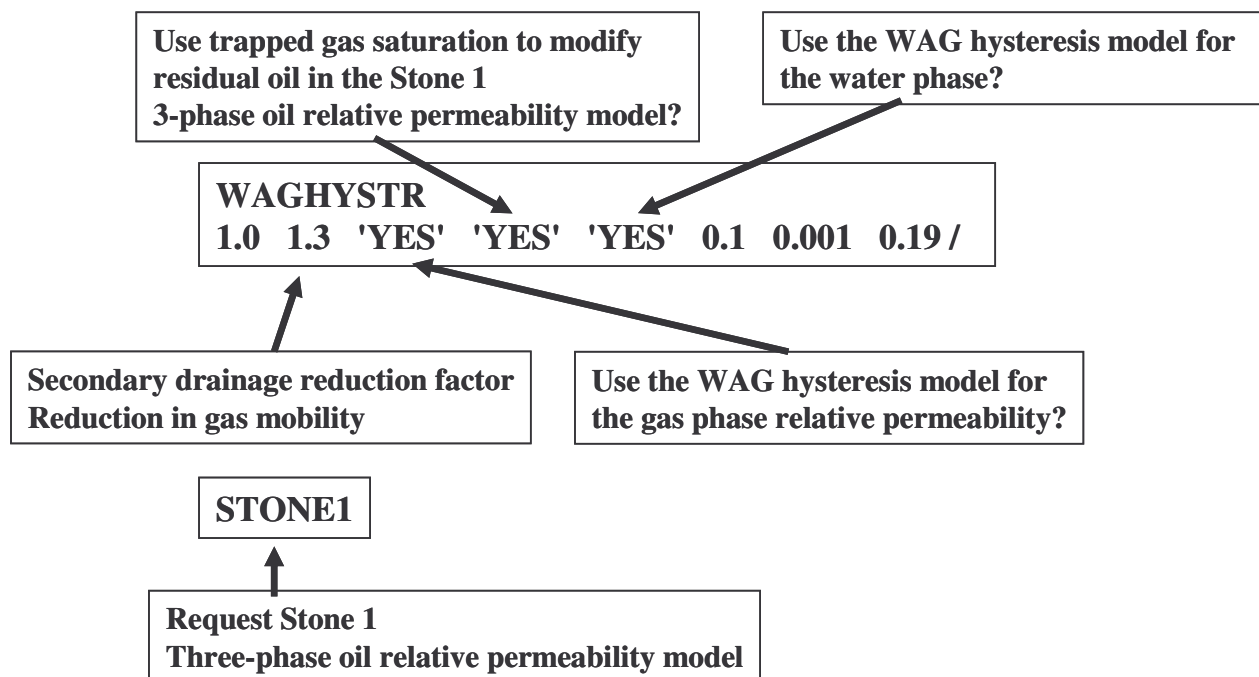 Use trapped gas saturation to modify
residual oil in the Stone 1
3-phase oil relative permeability model?
Use the WAG hysteresis model for
the water phase?
WAGHYSTR
1.0 1.3 'YES' 'YES' 'YES' 0.1 0.001 0.19 /
Secondary drainage reduction factor
Reduction in gas mobility
Use the WAG hysteresis model for
the gas phase relative permeability?
STONE1
Request Stone 1
Three-phase oil relative permeability model